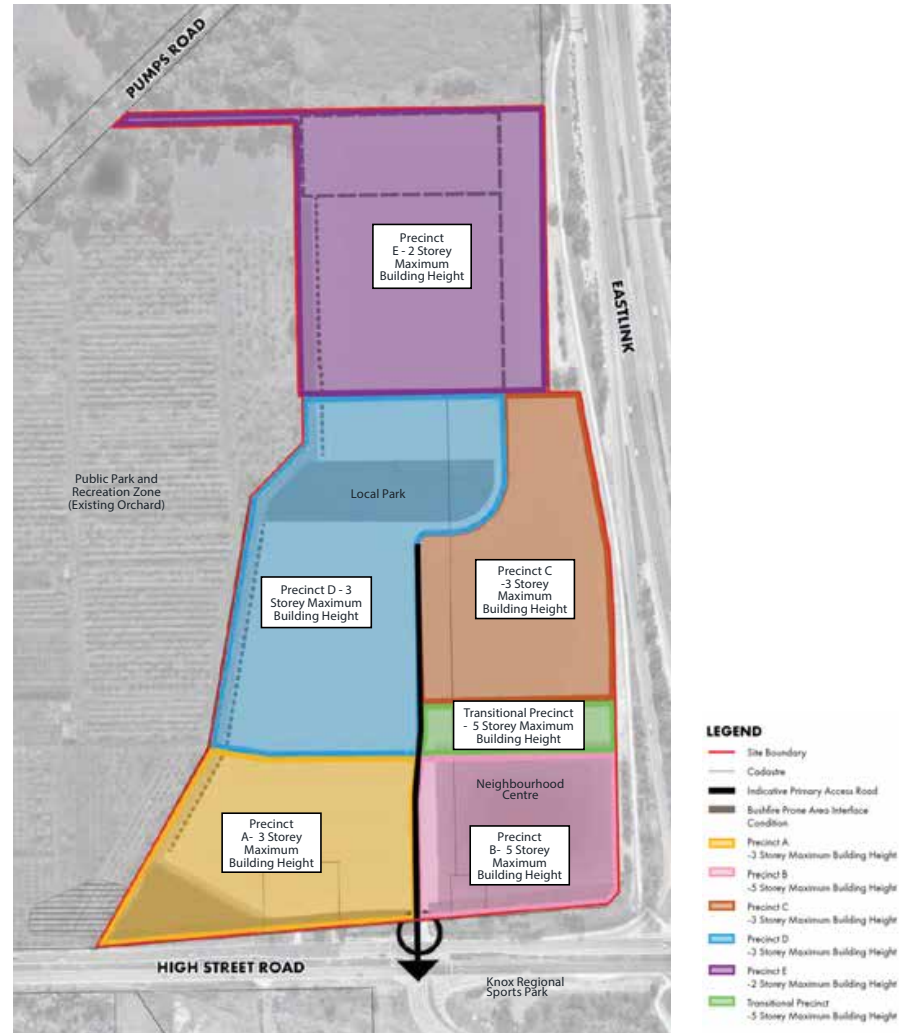 PUMPS ROAD
Precinct
E - 2 Storey
Maximum
Building Height
EASTLINK
Public Park and
Recreation Zone
(Existing Orchard)
Local Park
Precinct D - 3
Storey Maximum
Building Height
Precinct C
-3 Storey
Maximum
Building Height
Transitional Precinct
- 5 Storey Maximum
Building Height
Neighbourhood
Centre
Precinct
A- 3 Storey
Maximum
Building Height
Precinct
B- 5 Storey
Maximum
Building Height
HIGH STREET ROAD
Knox Regional
Sports Park
LEGEND
Site Boundary
Cadastre
Indicative Primary Access Road
Bushfire Prone Area Interface
Condition
Precinct A
-3 Storey Maximum Building Height
Precinct B
-5 Storey Maximum Building Height
Precinct C
-3 Storey Maximum Building Height
Precinct D
-3 Storey Maximum Building Height
Precinct E
-2 Storey Maximum Building Height
Transitional Precinct
-5 Storey Maximum Building Height